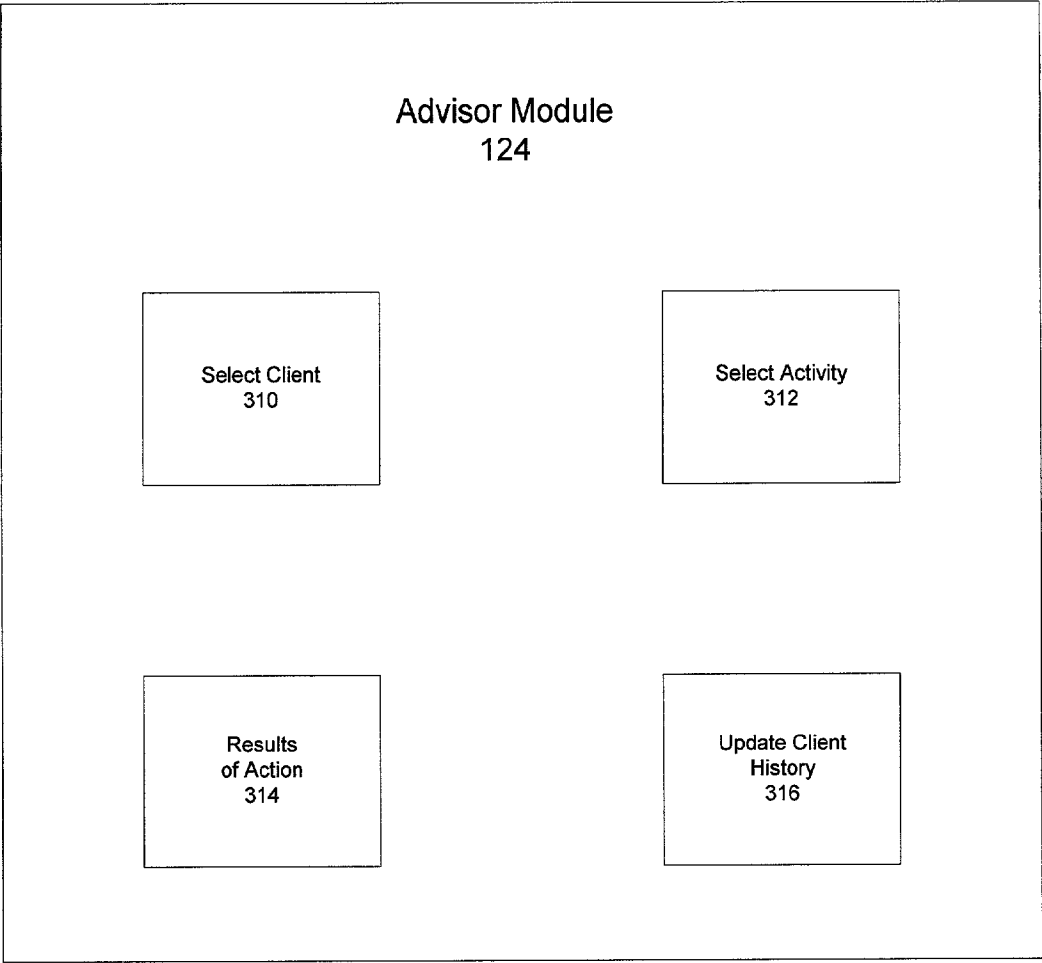 Advisor Module
124
Select Client
310
Select Activity
312
Results
of Action
314
Update Client
History
316